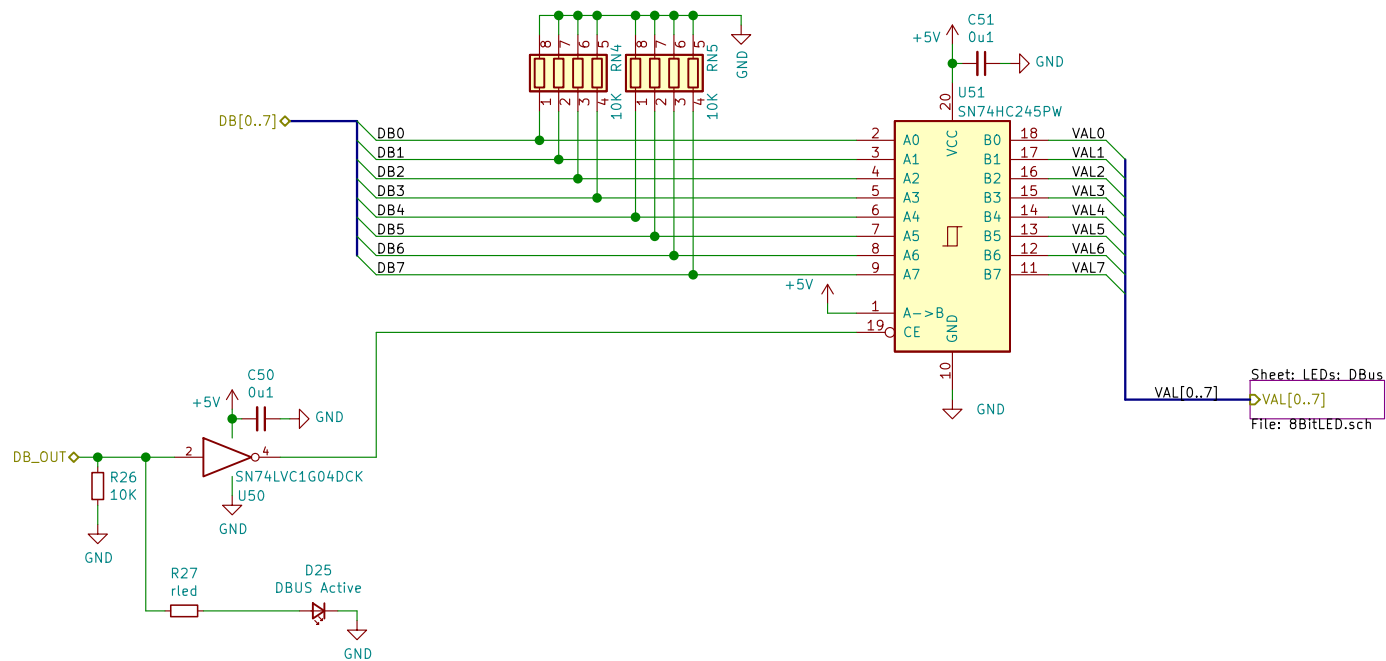 C51
0u1
+5V
GND
8 7 6 5
RN4
8 7 6 5
RN5
GND
1 2 3 4
10K
1 2 3 4
10K
U51
SN74HC245PW
20
VCC
DB[0..7]
DB0 2 A0 B0 18 VAL0
DB1 3 A1 B1 17 VAL1
DB2 4 A2 B2 16 VAL2
DB3 5 A3 B3 15 VAL3
DB4 6 A4 B4 14 VAL4
DB5 7 A5 B5 13 VAL5
DB6 8 A6 B6 12 VAL6
DB7 9 A7 B7 11 VAL7
+5V
1 A->B
19 CE
GND
10
GND
Sheet: LEDs: DBus
VAL[0..7]
VAL[0..7]
File: 8BitLED.sch
C50
0u1
+5V
GND
DB_OUT
2
4
SN74LVC1G04DCK
U50
GND
R26
10K
GND
R27
rled
D25
DBUS Active
GND